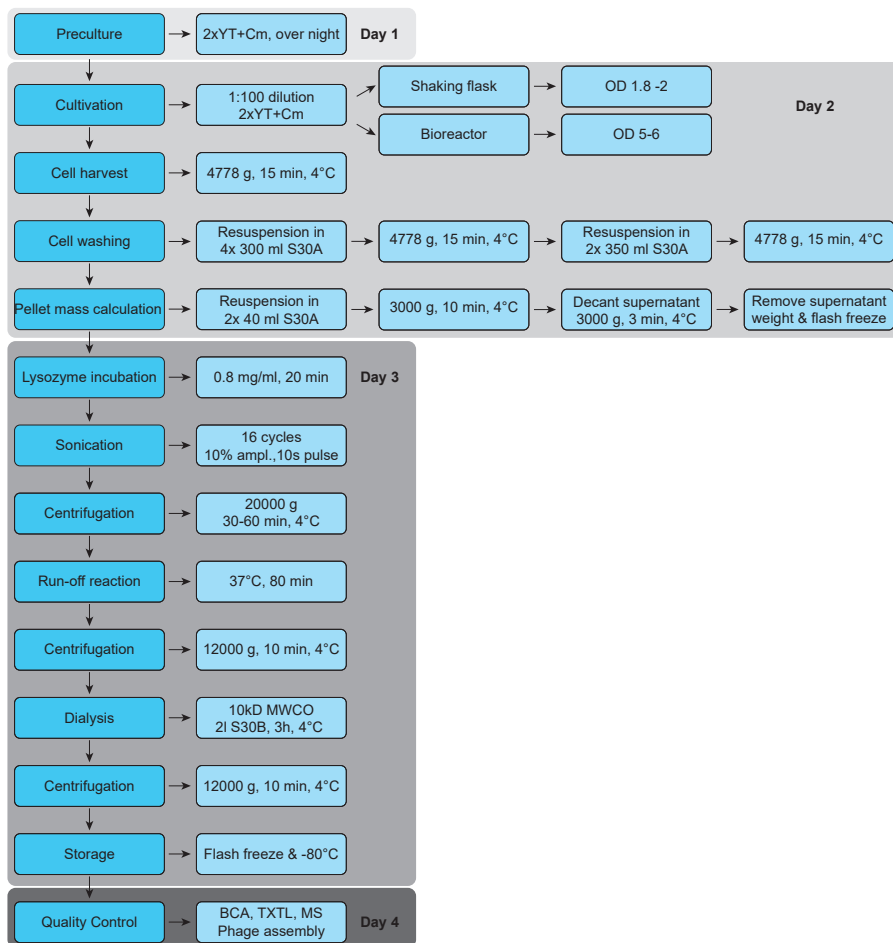 Preculture
2xYT+Cm, over night
Day 1
Cultivation
1:100 dilution
2xYT+Cm
Shaking flask
OD 1.8 -2
Bioreactor
OD 5-6
Day 2
Cell harvest
4778 g, 15 min, 4°C
Cell washing
Resuspension in
4x 300 ml S30A
4778 g, 15 min, 4°C
Resuspension in
2x 350 ml S30A
4778 g, 15 min, 4°C
Pellet mass calculation
Reuspension in
2x 40 ml S30A
3000 g, 10 min, 4°C
Decant supernatant
3000 g, 3 min, 4°C
Remove supernatant
weight & flash freeze
Lysozyme incubation
0.8 mg/ml, 20 min
Day 3
Sonication
16 cycles
10% ampl.,10s pulse
Centrifugation
20000 g
30-60 min, 4°C
Run-off reaction
37°C, 80 min
Centrifugation
12000 g, 10 min, 4°C
Dialysis
10kD MWCO
2l S30B, 3h, 4°C
Centrifugation
12000 g, 10 min, 4°C
Storage
Flash freeze & -80°C
Quality Control
BCA, TXTL, MS
Phage assembly
Day 4